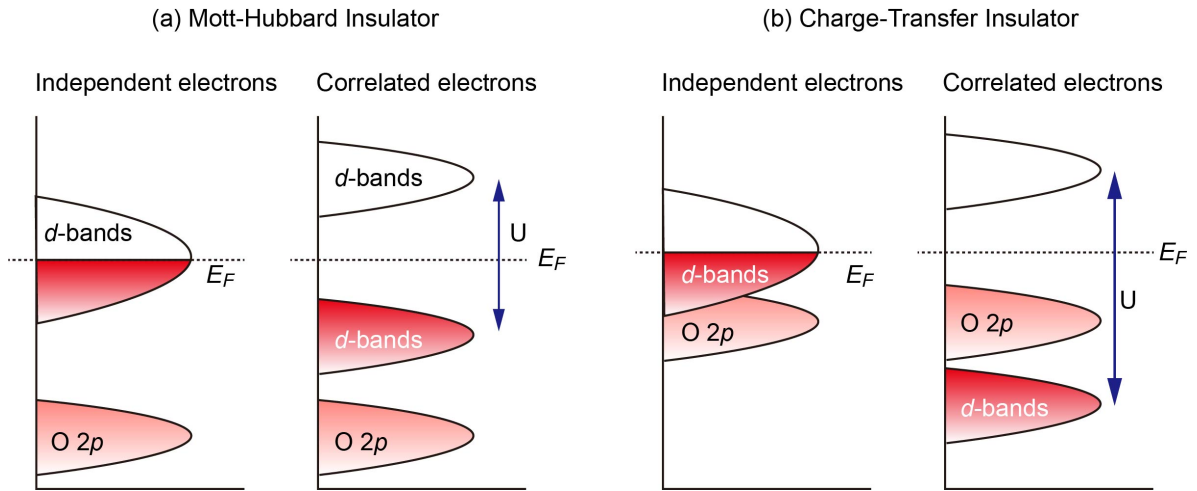 (a) Mott-Hubbard Insulator
Independent electrons
Correlated electrons
d-bands
E_F
O 2p
d-bands
U
E_F
d-bands
O 2p
(b) Charge-Transfer Insulator
Independent electrons
Correlated electrons
d-bands
E_F
O 2p
E_F
U
O 2p
d-bands